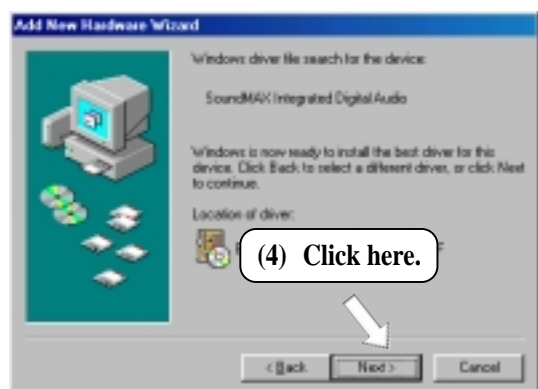 Add New Hardware Wizard
Windows driver file search for the device:
SoundMAX Integrated Digital Audio
Windows is now ready to install the best driver for this
device. Click Back to select a different driver, or click Next
to continue.
Location of driver:
(4) Click here.
< Back
Next >
Cancel